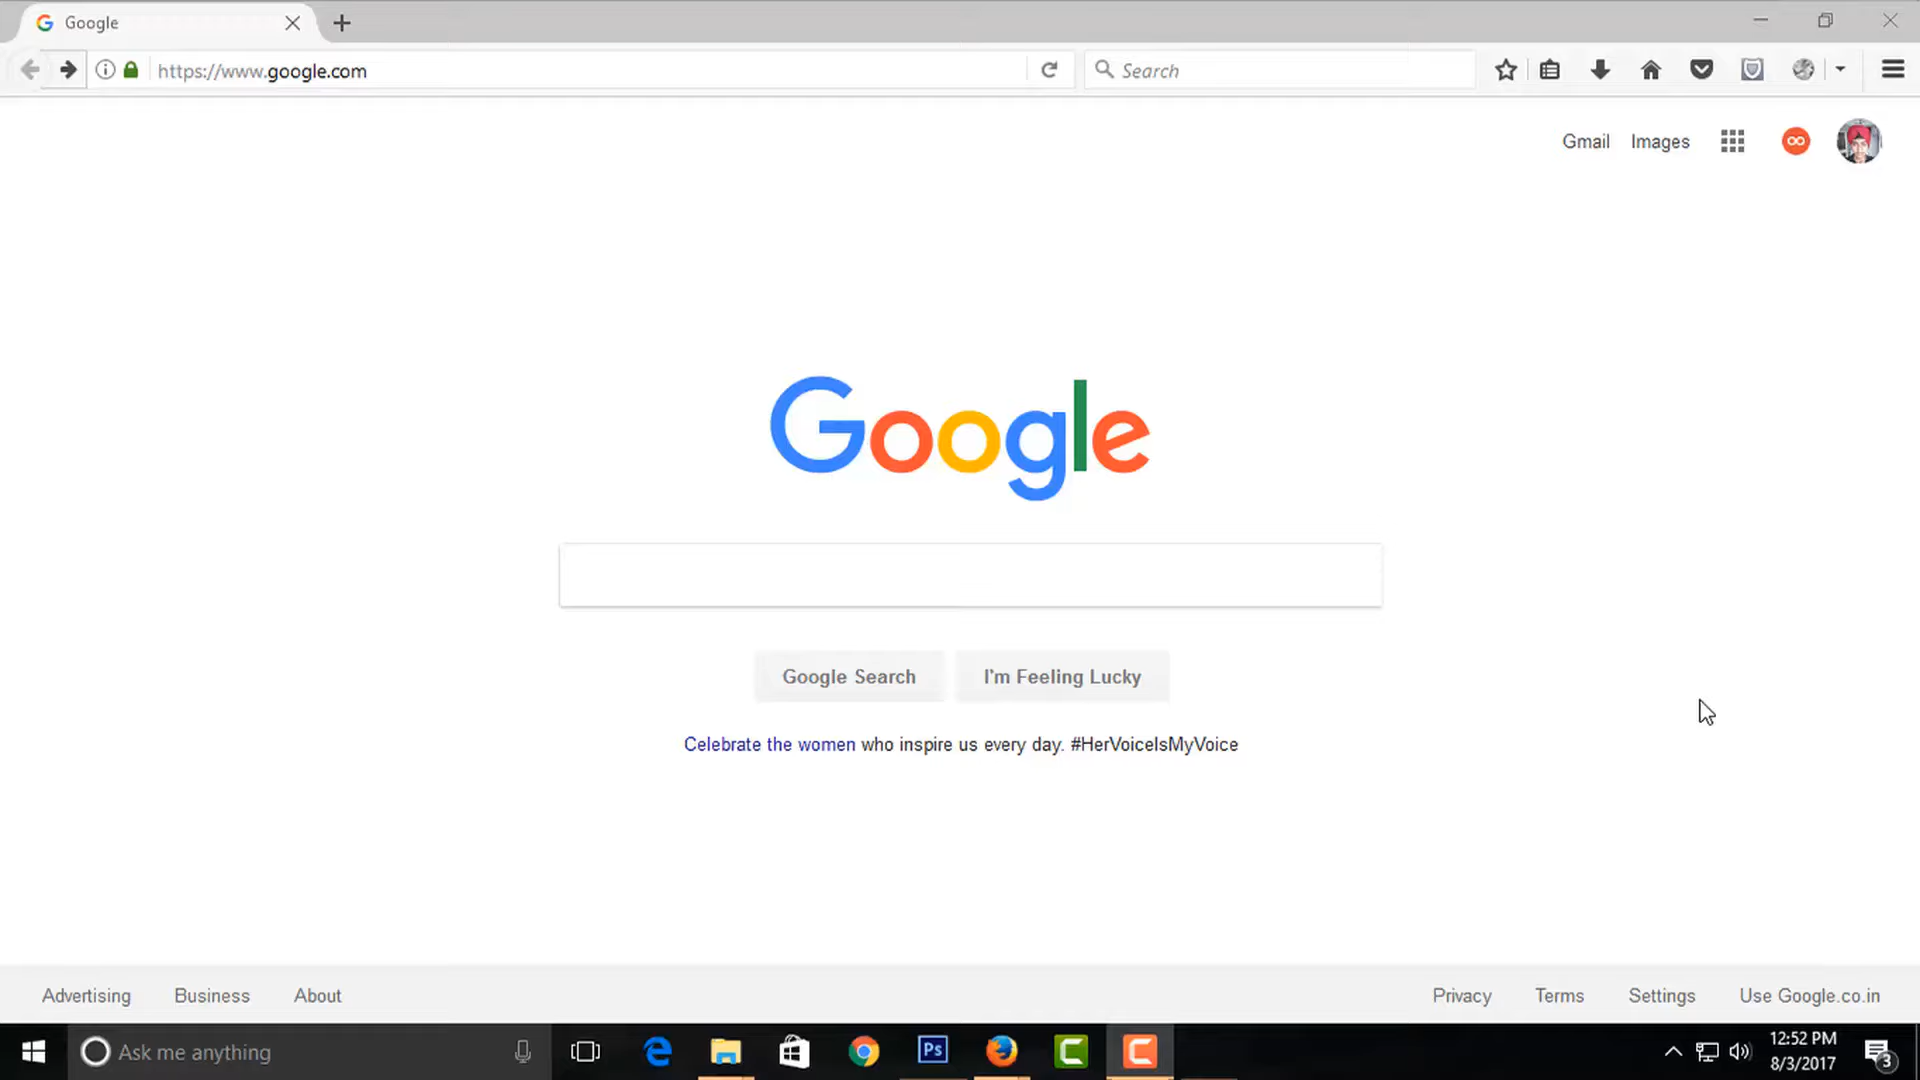 Google
https://www.google.com
Search
Gmail Images
Google
Google Search I'm Feeling Lucky
Celebrate the women who inspire us every day. #HerVoiceIsMyVoice
Advertising Business About Privacy Terms Settings Use Google.co.in
Ask me anything
Ps
12:52 PM
8/3/2017
3